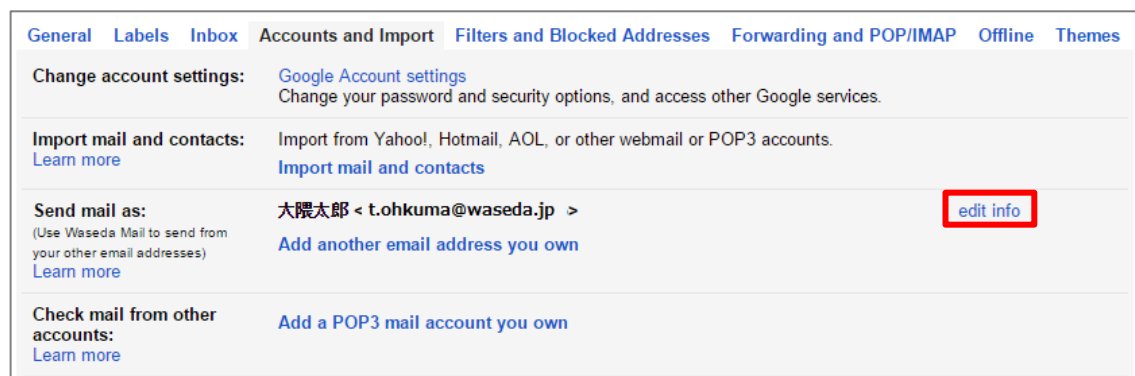 General Labels Inbox Accounts and Import Filters and Blocked Addresses Forwarding and POP/IMAP Offline Themes
Change account settings: Google Account settings
Change your password and security options, and access other Google services.
Import mail and contacts: Import from Yahoo!, Hotmail, AOL, or other webmail or POP3 accounts.
Learn more
Import mail and contacts
Send mail as: 大隈太郎 < t.ohkuma@waseda.jp > edit info
(Use Waseda Mail to send from
your other email addresses)
Add another email address you own
Learn more
Check mail from other
accounts:
Add a POP3 mail account you own
Learn more